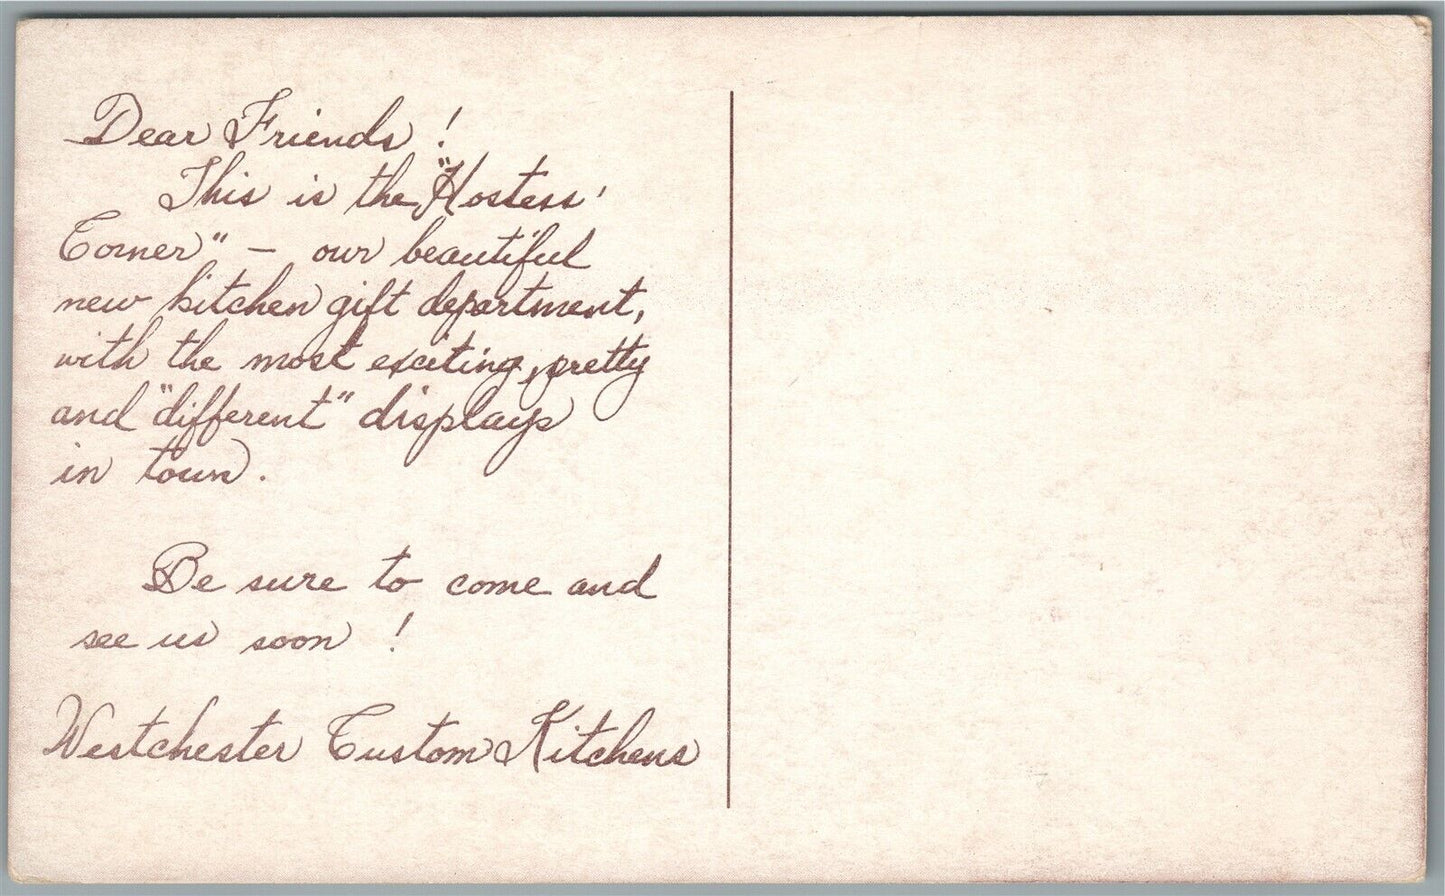 Dear Friends !
This is the "Hostess'
Corner" – our beautiful
new kitchen gift department,
with the most exciting, pretty
and "different" displays
in town.
Be sure to come and
see us soon !
Westchester Custom Kitchens